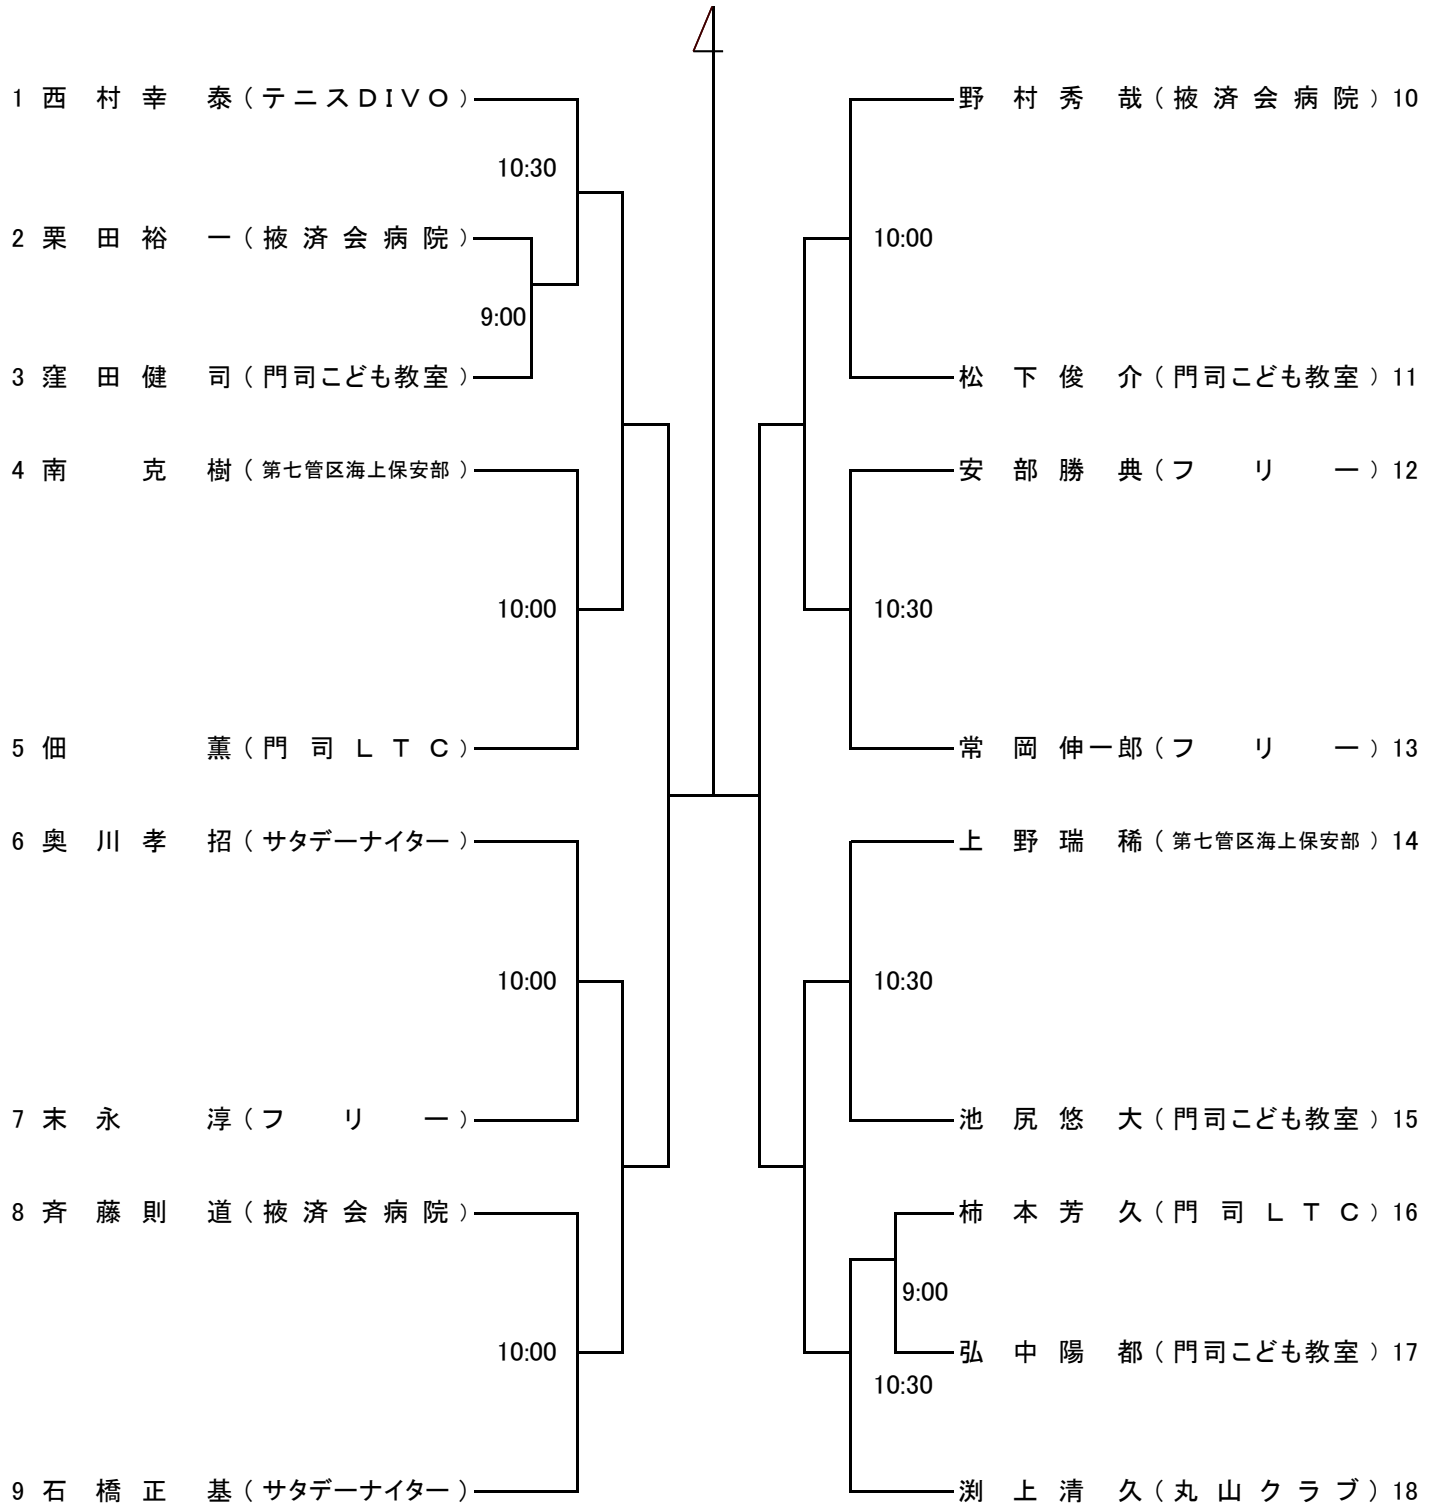 1 西村幸泰(テニスDIVO)
10:30
2 栗田裕一(掖済会病院)
9:00
3 窪田健司(門司こども教室)
4 南克樹(第七管区海上保安部)
10:00
5 佃薫(門司LTC)
6 奥川孝招(サタデーナイター)
10:00
7 末永淳(フリー)
8 斉藤則道(掖済会病院)
10:00
9 石橋正基(サタデーナイター)
野村秀哉(掖済会病院)10
10:00
松下俊介(門司こども教室)11
安部勝典(フリー)12
10:30
常岡伸一郎(フリー)13
上野瑞稀(第七管区海上保安部)14
10:30
池尻悠大(門司こども教室)15
柿本芳久(門司LTC)16
9:00
弘中陽都(門司こども教室)17
10:30
渕上清久(丸山クラブ)18